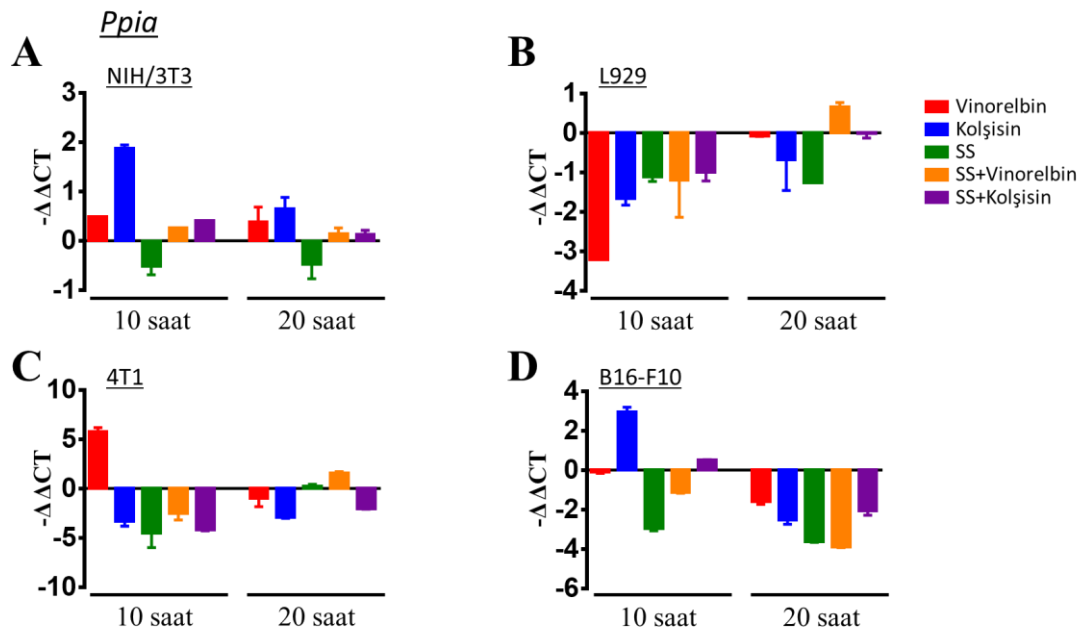 Ppia
A
NIH/3T3
-ΔΔCT
3
2
1
0
-1
10 saat
20 saat
B
L929
-ΔΔCT
1
0
-1
-2
-3
-4
10 saat
20 saat
Vinorelbin
Kolşisin
SS
SS+Vinorelbin
SS+Kolşisin
C
4T1
-ΔΔCT
10
5
0
-5
-10
10 saat
20 saat
D
B16-F10
-ΔΔCT
4
2
0
-2
-4
-6
10 saat
20 saat